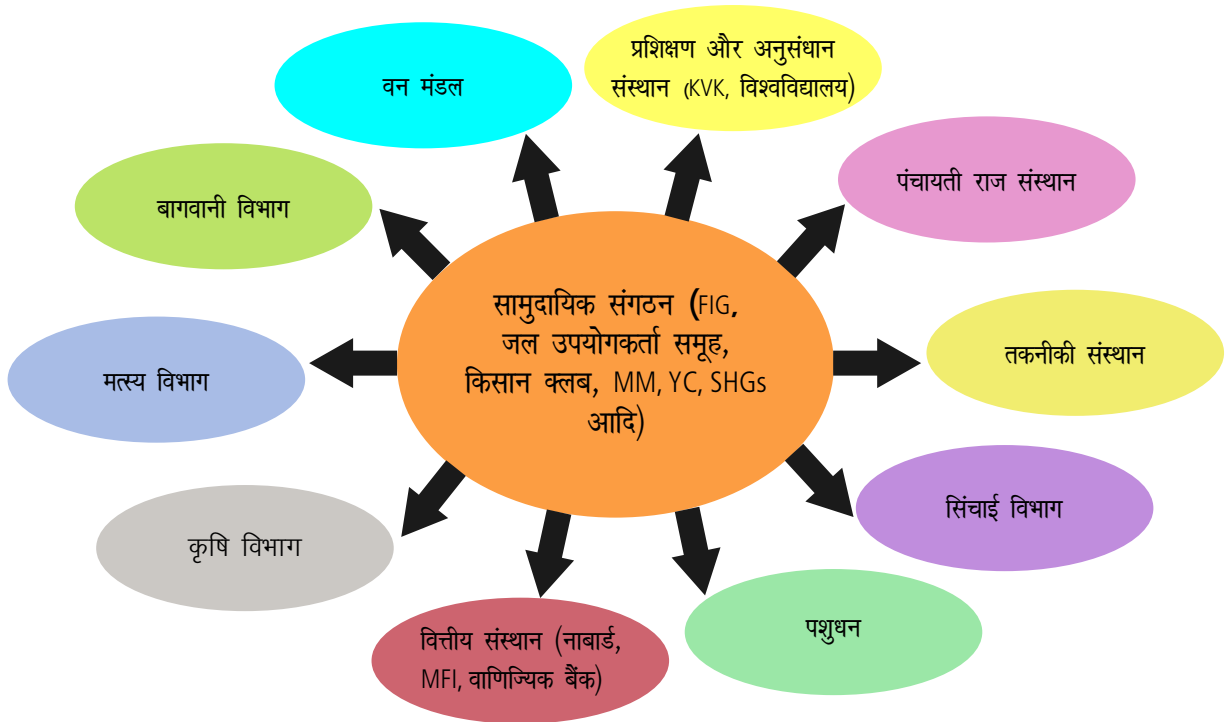 प्रशिक्षण और अनुसंधान
संस्थान (KVK, विश्वविद्यालय)
वन मंडल
पंचायती राज संस्थान
बागवानी विभाग
सामुदायिक संगठन (FIG,
जल उपयोगकर्ता समूह,
किसान क्लब, MM, YC, SHGs
आदि)
तकनीकी संस्थान
मत्स्य विभाग
सिंचाई विभाग
कृषि विभाग
पशुधन
वित्तीय संस्थान (नाबार्ड,
MFI, वाणिज्यिक बैंक)